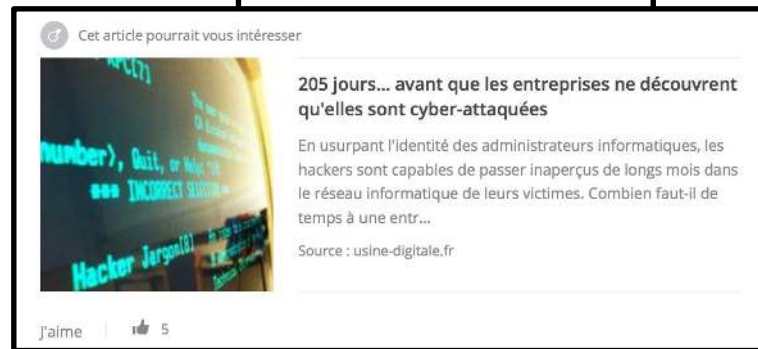 Cet article pourrait vous intéresser
205 jours... avant que les entreprises ne découvrent
qu'elles sont cyber-attaquées
En usurpant l'identité des administrateurs informatiques, les
hackers sont capables de passer inaperçus de longs mois dans
le réseau informatique de leurs victimes. Combien faut-il de
temps à une entr...
Source : usine-digitale.fr
number), Quit, or
*** INCORRECT
Hacker Jargon[8]
J'aime
5